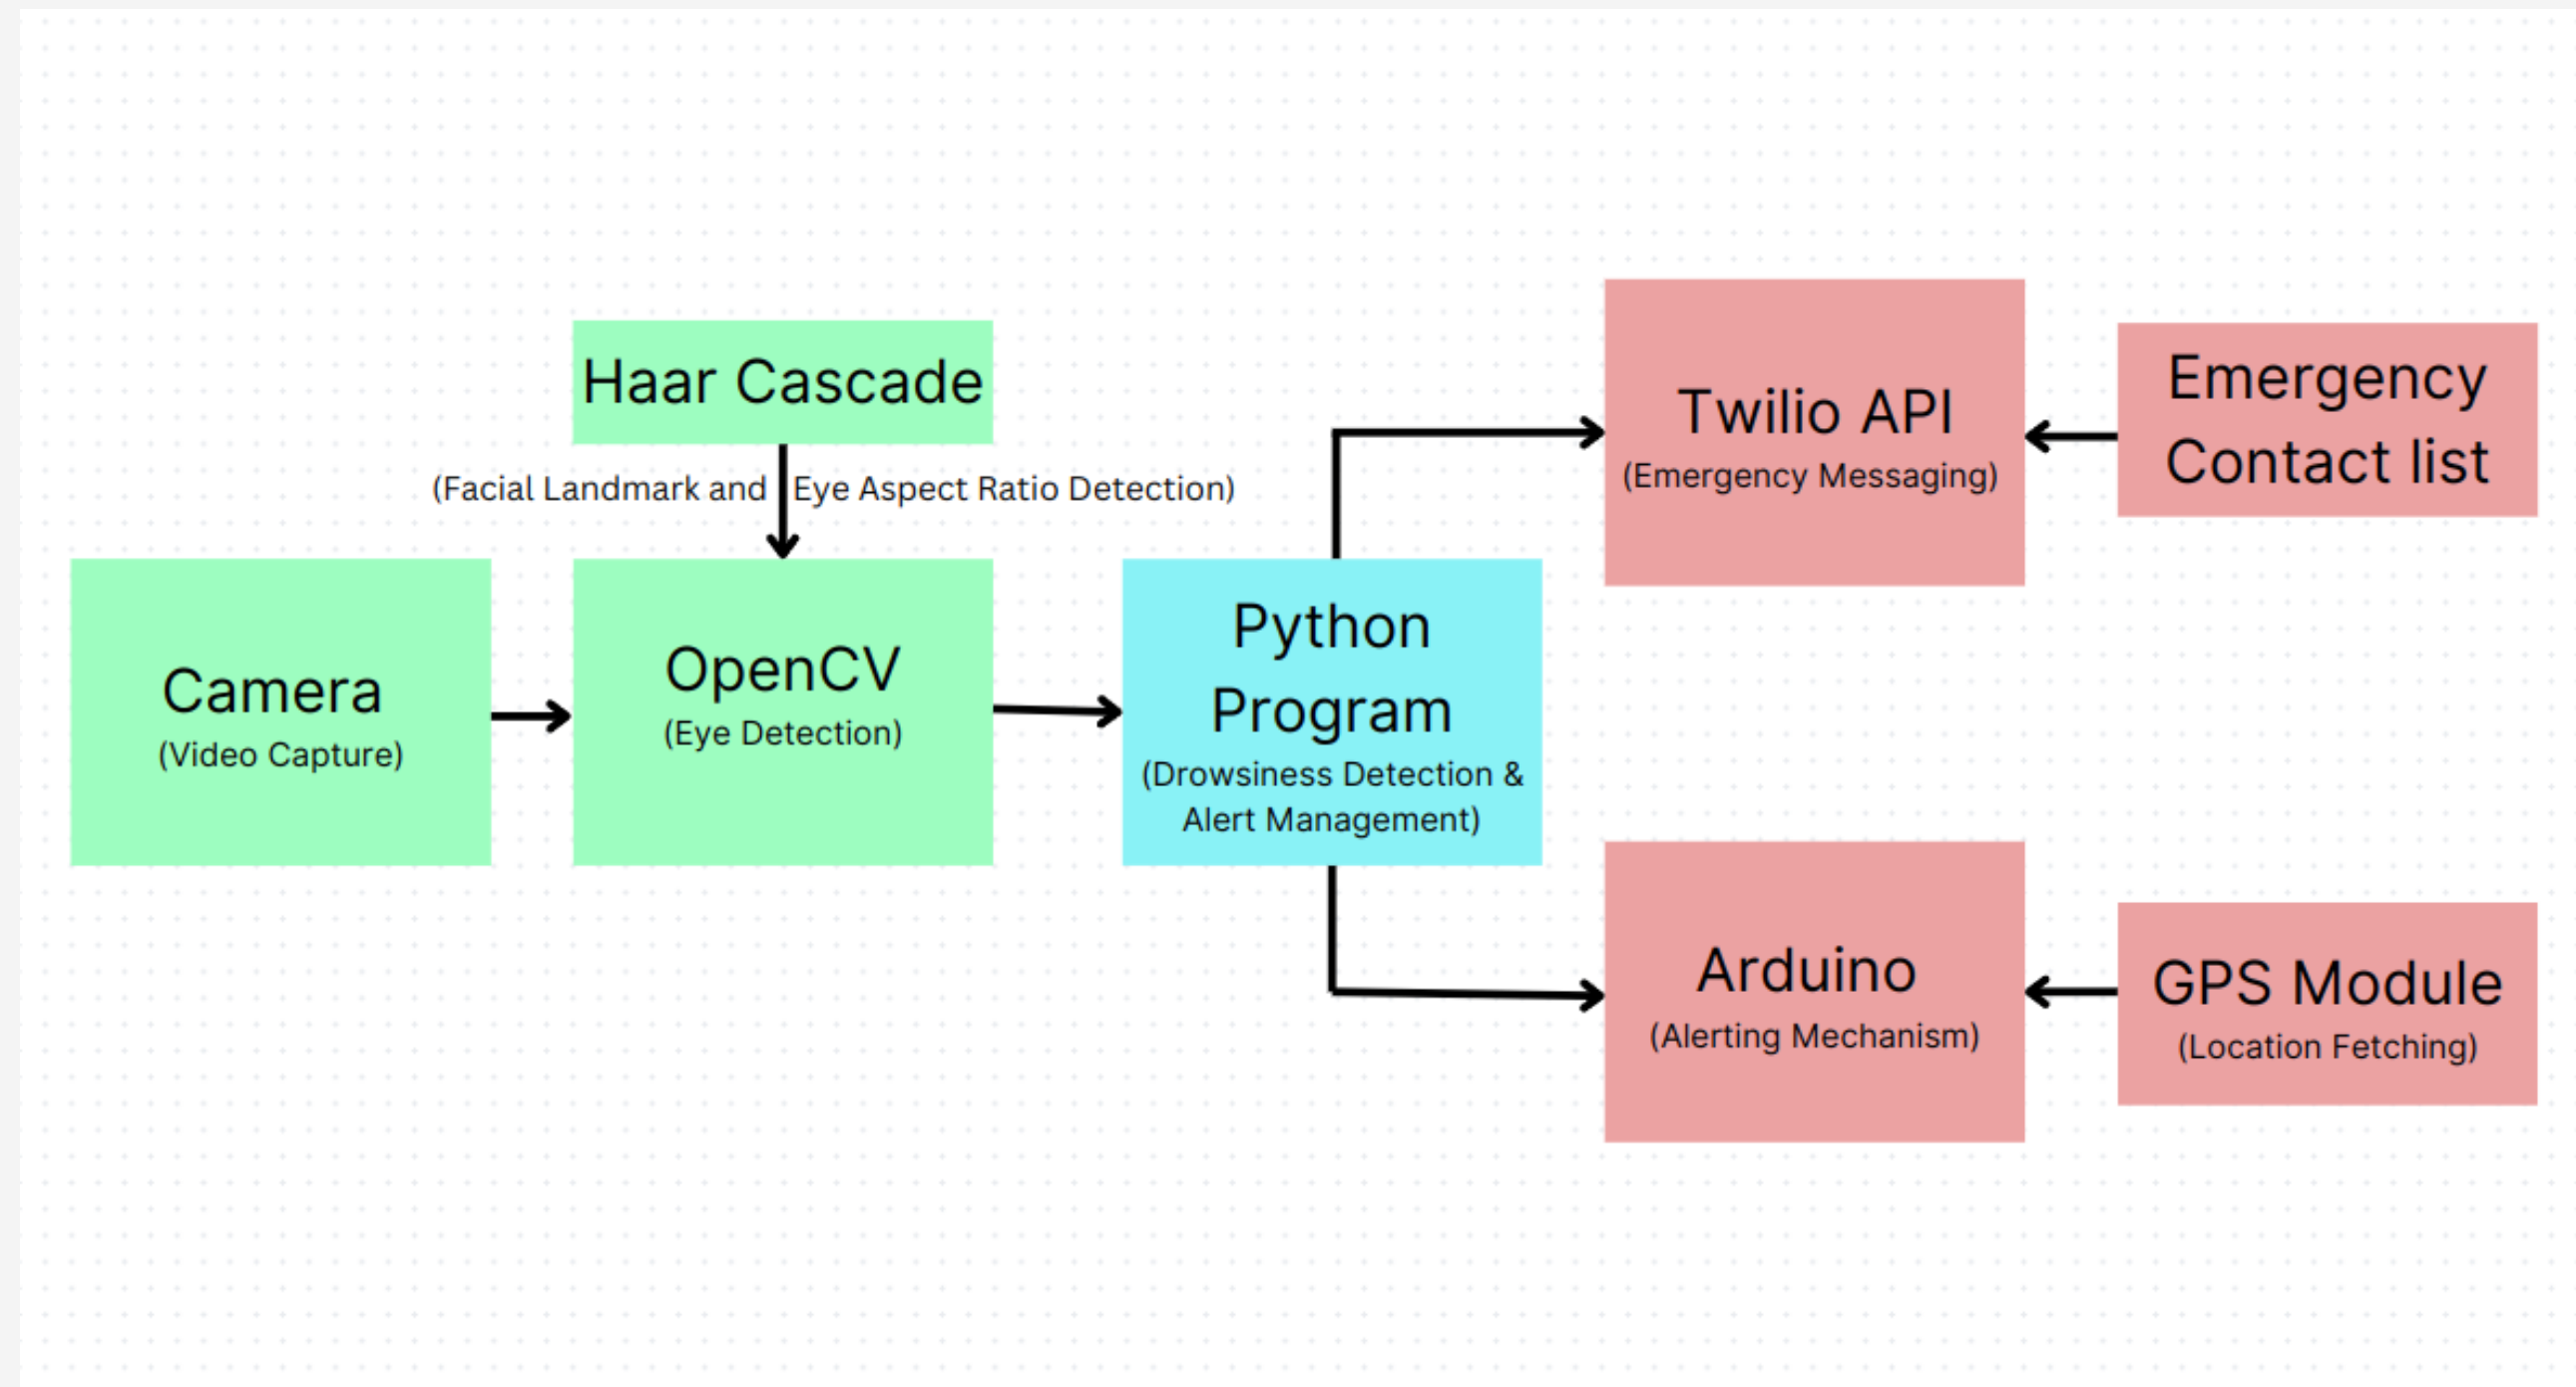 Haar Cascade
(Facial Landmark and Eye Aspect Ratio Detection)
Camera
(Video Capture)
OpenCV
(Eye Detection)
Python
Program
(Drowsiness Detection &
Alert Management)
Twilio API
(Emergency Messaging)
Emergency
Contact list
Arduino
(Alerting Mechanism)
GPS Module
(Location Fetching)